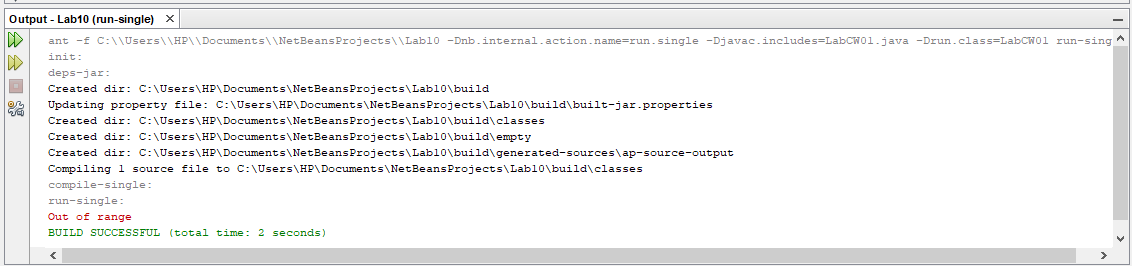 Output - Lab10 (run-single)
ant -f C:\\Users\\HP\\Documents\\NetBeansProjects\\Lab10 -Dnb.internal.action.name=run.single -Djavac.includes=LabCW01.java -Drun.class=LabCW01 run-sing
init:
deps-jar:
Created dir: C:\Users\HP\Documents\NetBeansProjects\Lab10\build
Updating property file: C:\Users\HP\Documents\NetBeansProjects\Lab10\build\built-jar.properties
Created dir: C:\Users\HP\Documents\NetBeansProjects\Lab10\build\classes
Created dir: C:\Users\HP\Documents\NetBeansProjects\Lab10\build\empty
Created dir: C:\Users\HP\Documents\NetBeansProjects\Lab10\build\generated-sources\ap-source-output
Compiling 1 source file to C:\Users\HP\Documents\NetBeansProjects\Lab10\build\classes
compile-single:
run-single:
Out of range
BUILD SUCCESSFUL (total time: 2 seconds)